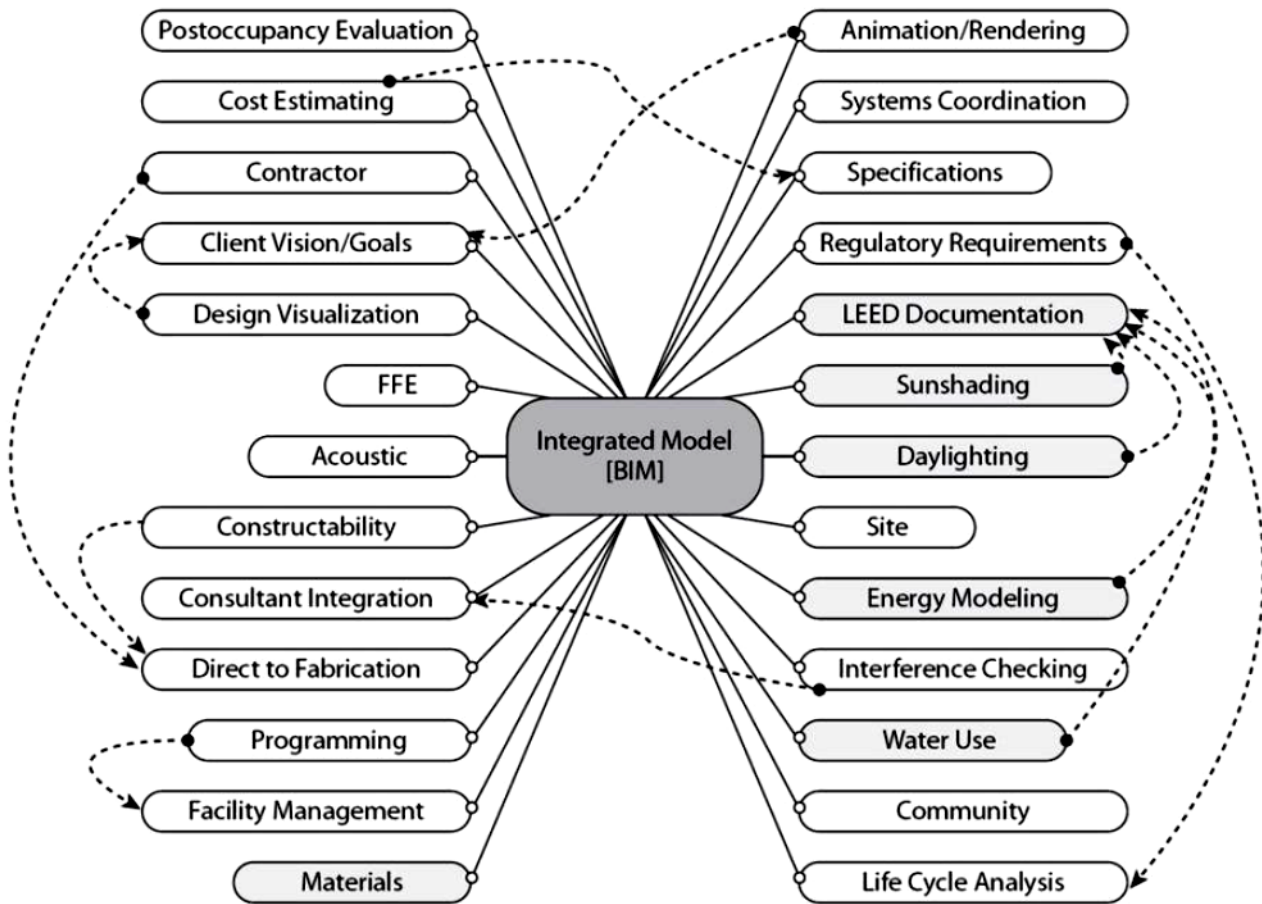 Postoccupancy Evaluation
Cost Estimating
Contractor
Client Vision/Goals
Design Visualization
FFE
Acoustic
Constructability
Consultant Integration
Direct to Fabrication
Programming
Facility Management
Materials
Integrated Model
[BIM]
Animation/Rendering
Systems Coordination
Specifications
Regulatory Requirements
LEED Documentation
Sunshading
Daylighting
Site
Energy Modeling
Interference Checking
Water Use
Community
Life Cycle Analysis